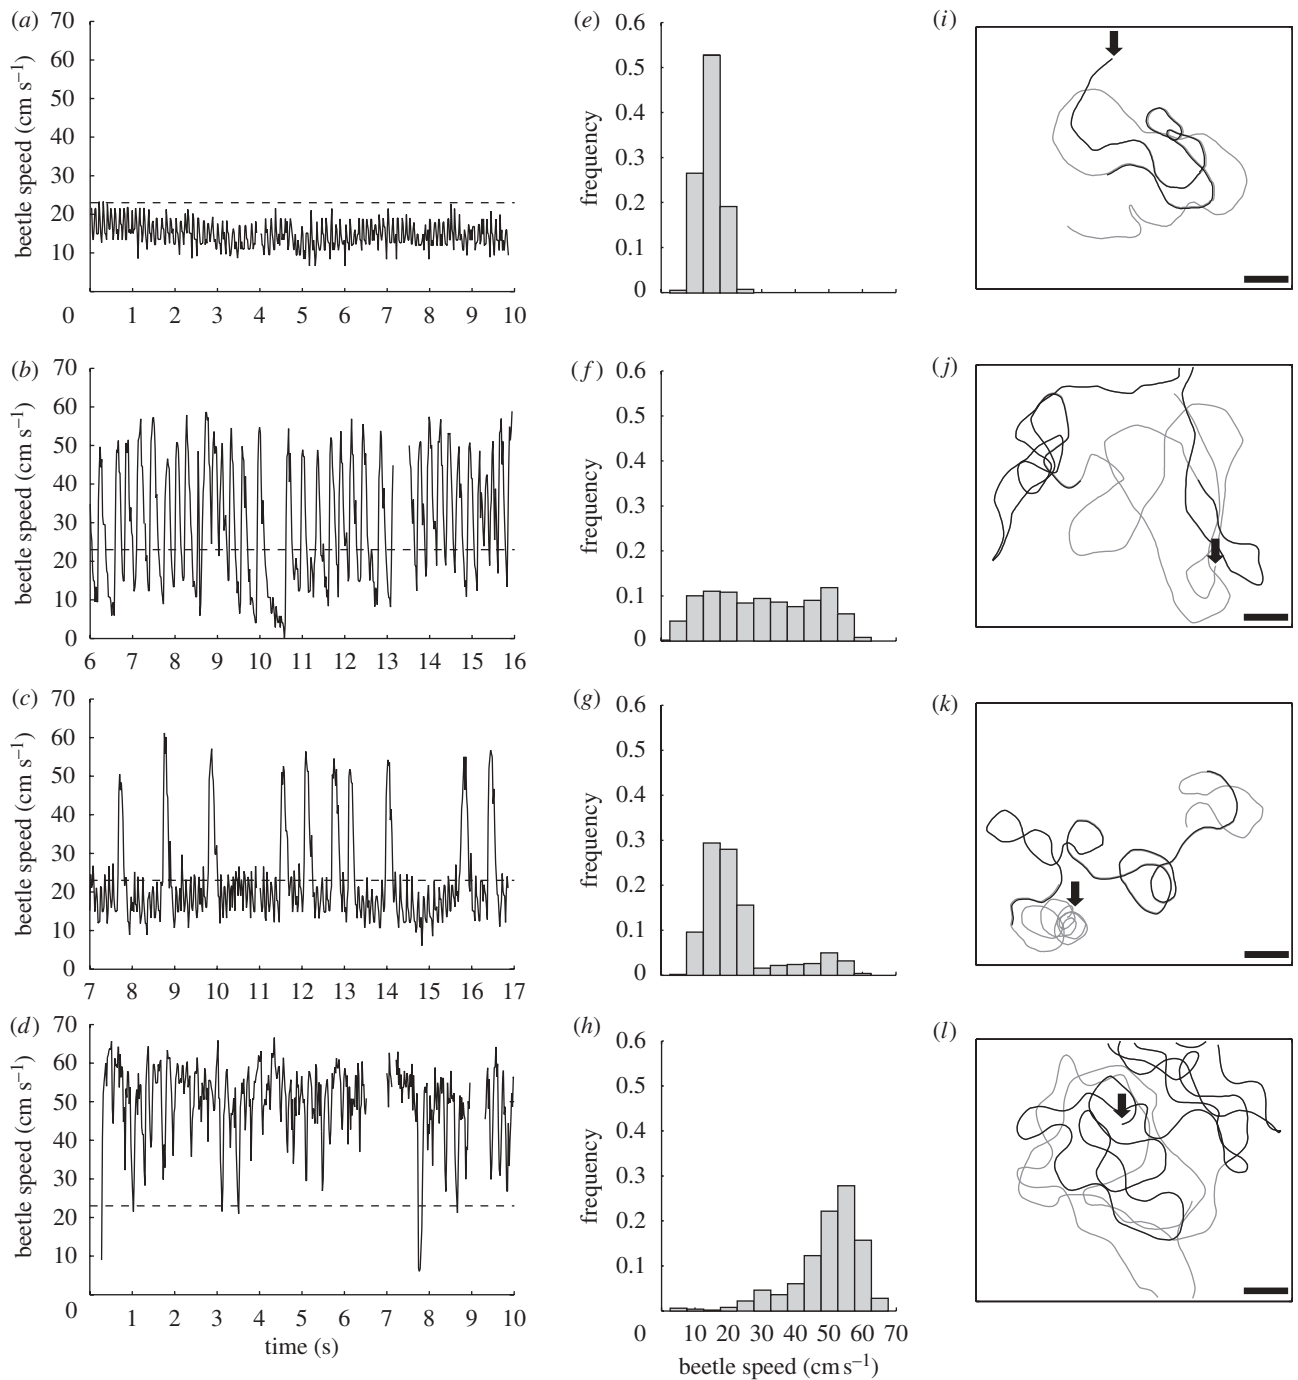 (a)
70
60
50
40
30
20
10
0
1 2 3 4 5 6 7 8 9 10
beetle speed (cm s⁻¹)
(e)
0.6
0.5
0.4
0.3
0.2
0.1
0
frequency
(i)
(b)
70
60
50
40
30
20
10
0
6 7 8 9 10 11 12 13 14 15 16
beetle speed (cm s⁻¹)
(f)
0.6
0.5
0.4
0.3
0.2
0.1
0
frequency
(j)
(c)
70
60
50
40
30
20
10
0
7 8 9 10 11 12 13 14 15 16 17
beetle speed (cm s⁻¹)
(g)
0.6
0.5
0.4
0.3
0.2
0.1
0
frequency
(k)
(d)
70
60
50
40
30
20
10
0
1 2 3 4 5 6 7 8 9 10
beetle speed (cm s⁻¹)
time (s)
(h)
0.6
0.5
0.4
0.3
0.2
0.1
0
10 20 30 40 50 60 70
frequency
beetle speed (cm s⁻¹)
(l)